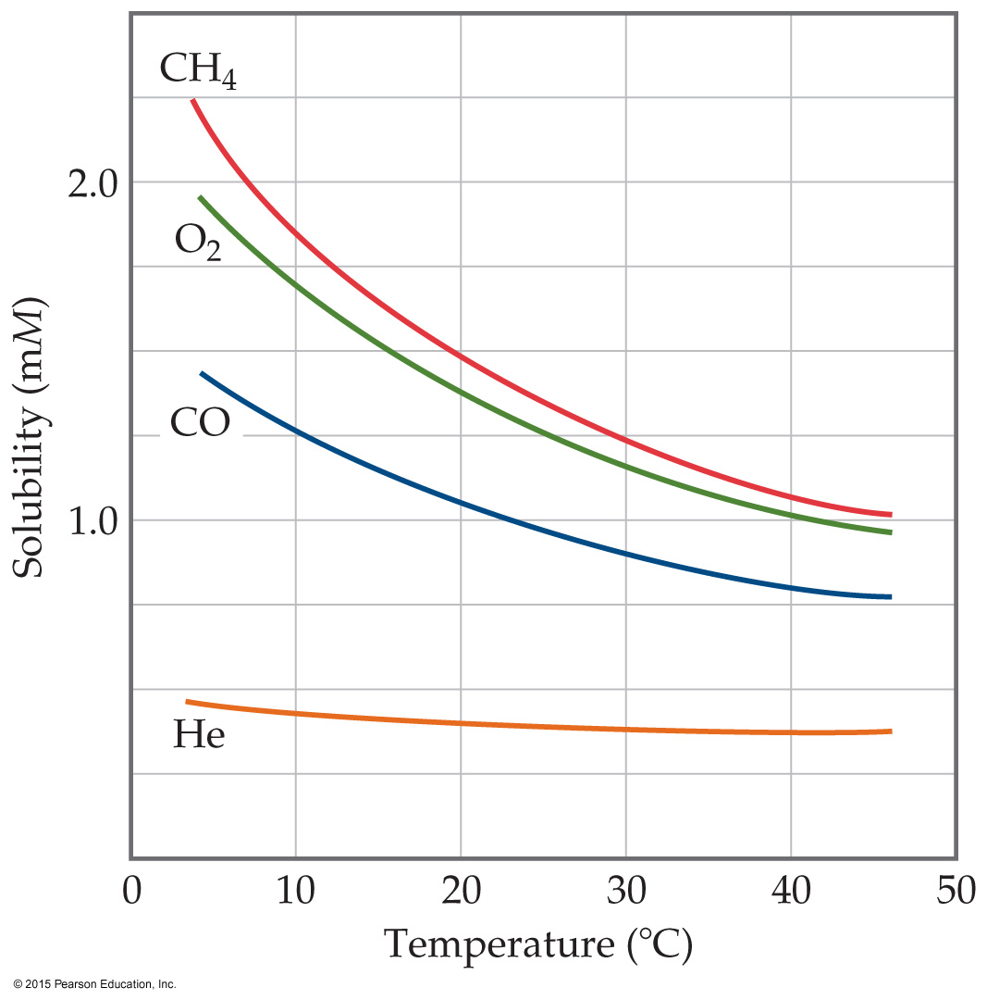 CH₄
2.0
O₂
Solubility (mM)
CO
1.0
He
0 10 20 30 40 50
Temperature (°C)
© 2015 Pearson Education, Inc.